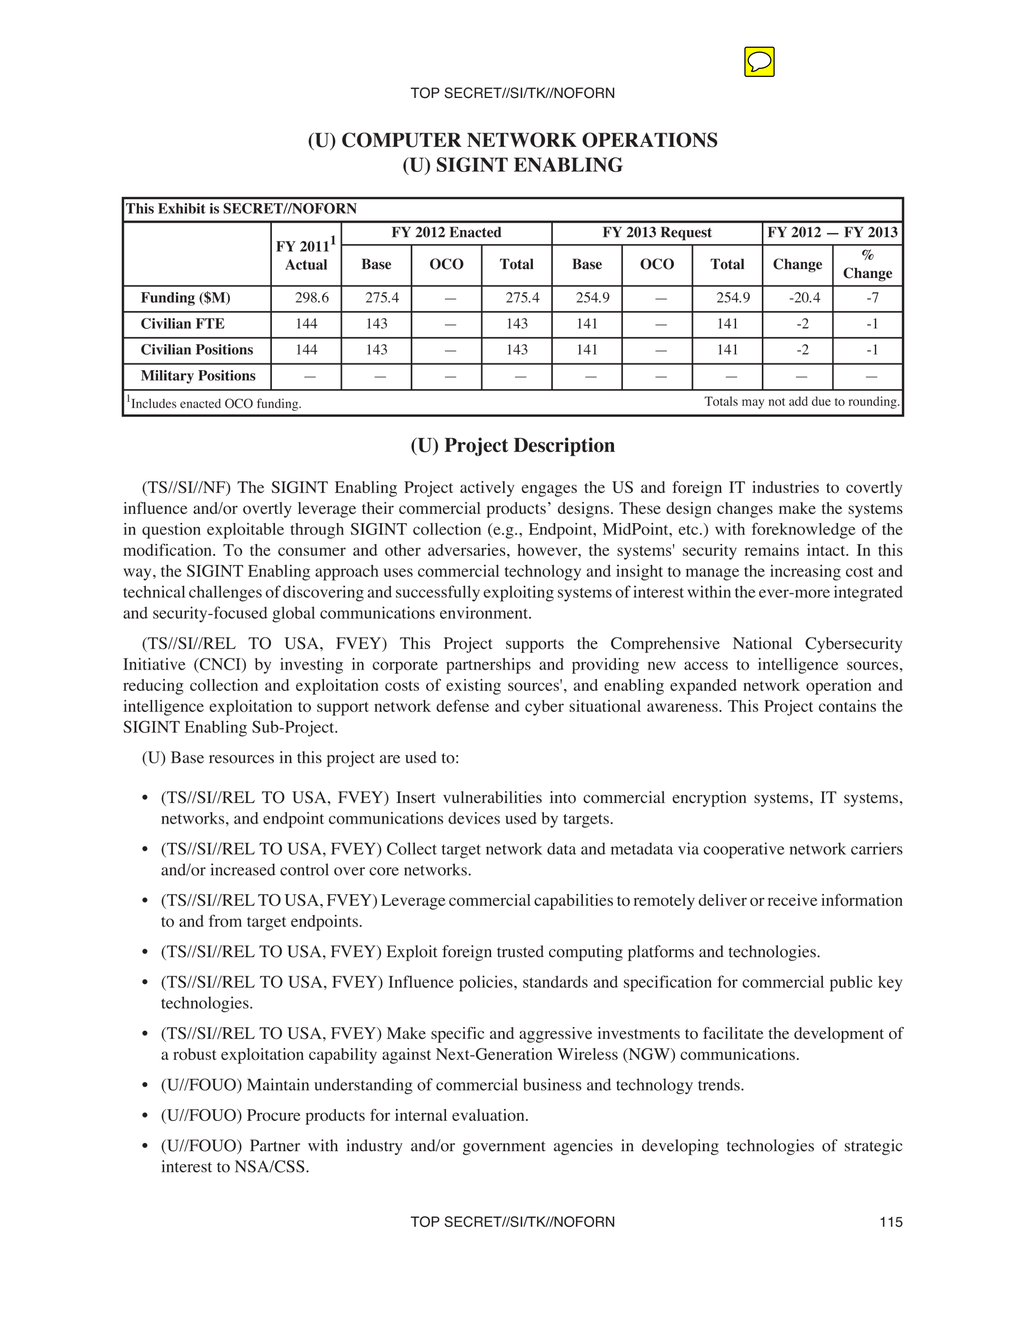 TOP SECRET//SI/TK//NOFORN
(U) COMPUTER NETWORK OPERATIONS
(U) SIGINT ENABLING
This Exhibit is SECRET//NOFORN
FY 2011¹ Actual | FY 2012 Enacted | FY 2013 Request | FY 2012 — FY 2013
Base | OCO | Total | Base | OCO | Total | Change | % Change
Funding ($M) | 298.6 | 275.4 | — | 275.4 | 254.9 | — | 254.9 | -20.4 | -7
Civilian FTE | 144 | 143 | — | 143 | 141 | — | 141 | -2 | -1
Civilian Positions | 144 | 143 | — | 143 | 141 | — | 141 | -2 | -1
Military Positions | — | — | — | — | — | — | — | — | —
¹Includes enacted OCO funding. Totals may not add due to rounding.
(U) Project Description
(TS//SI//NF) The SIGINT Enabling Project actively engages the US and foreign IT industries to covertly
influence and/or overtly leverage their commercial products’ designs. These design changes make the systems
in question exploitable through SIGINT collection (e.g., Endpoint, MidPoint, etc.) with foreknowledge of the
modification. To the consumer and other adversaries, however, the systems' security remains intact. In this
way, the SIGINT Enabling approach uses commercial technology and insight to manage the increasing cost and
technical challenges of discovering and successfully exploiting systems of interest within the ever-more integrated
and security-focused global communications environment.
(TS//SI//REL TO USA, FVEY) This Project supports the Comprehensive National Cybersecurity
Initiative (CNCI) by investing in corporate partnerships and providing new access to intelligence sources,
reducing collection and exploitation costs of existing sources', and enabling expanded network operation and
intelligence exploitation to support network defense and cyber situational awareness. This Project contains the
SIGINT Enabling Sub-Project.
(U) Base resources in this project are used to:
• (TS//SI//REL TO USA, FVEY) Insert vulnerabilities into commercial encryption systems, IT systems,
networks, and endpoint communications devices used by targets.
• (TS//SI//REL TO USA, FVEY) Collect target network data and metadata via cooperative network carriers
and/or increased control over core networks.
• (TS//SI//REL TO USA, FVEY) Leverage commercial capabilities to remotely deliver or receive information
to and from target endpoints.
• (TS//SI//REL TO USA, FVEY) Exploit foreign trusted computing platforms and technologies.
• (TS//SI//REL TO USA, FVEY) Influence policies, standards and specification for commercial public key
technologies.
• (TS//SI//REL TO USA, FVEY) Make specific and aggressive investments to facilitate the development of
a robust exploitation capability against Next-Generation Wireless (NGW) communications.
• (U//FOUO) Maintain understanding of commercial business and technology trends.
• (U//FOUO) Procure products for internal evaluation.
• (U//FOUO) Partner with industry and/or government agencies in developing technologies of strategic
interest to NSA/CSS.
TOP SECRET//SI/TK//NOFORN 115